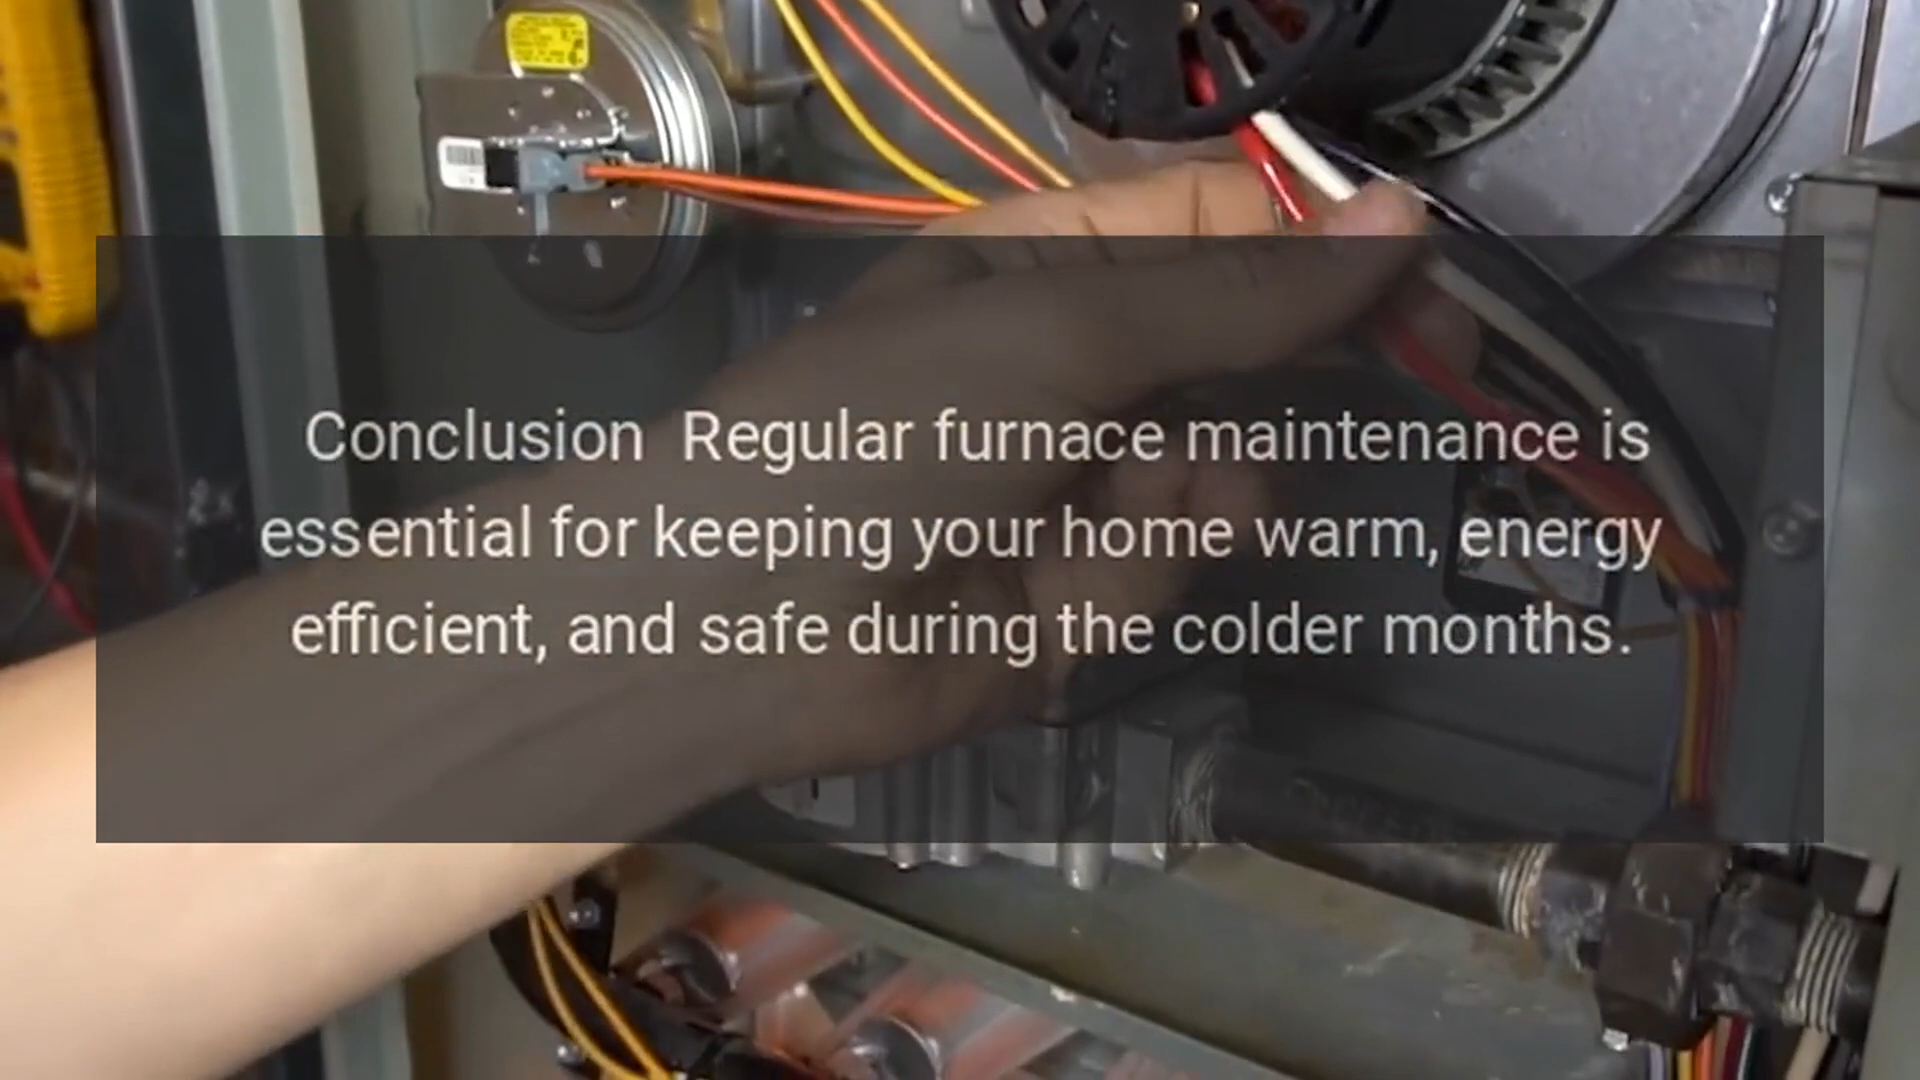 Conclusion  Regular furnace maintenance is
essential for keeping your home warm, energy
efficient, and safe during the colder months.